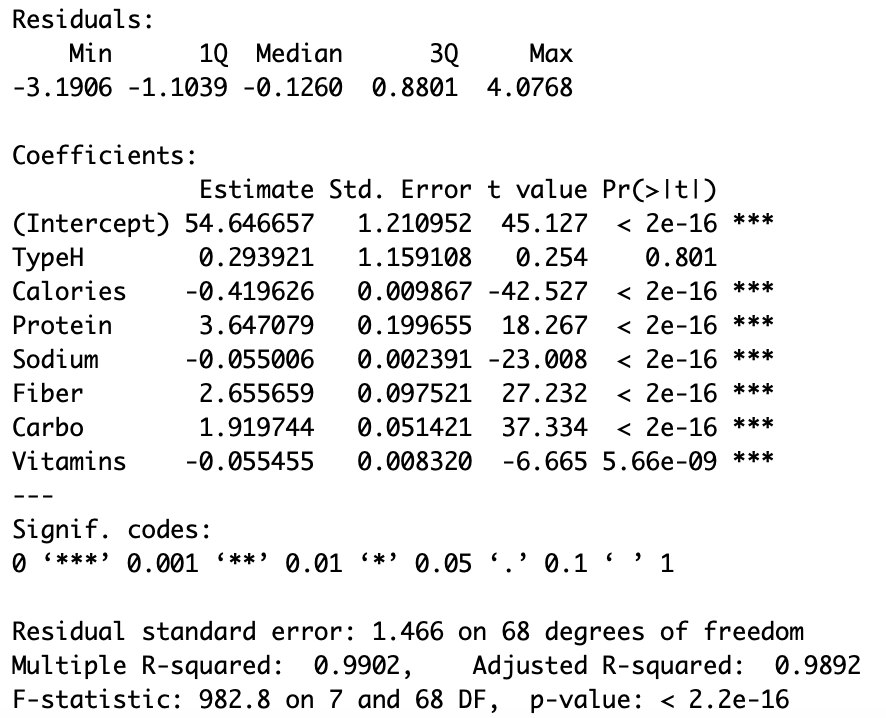 Residuals:
    Min      1Q  Median      3Q     Max
-3.1906 -1.1039 -0.1260  0.8801  4.0768

Coefficients:
             Estimate Std. Error t value Pr(>|t|)
(Intercept) 54.646657   1.210952  45.127  < 2e-16 ***
TypeH        0.293921   1.159108   0.254    0.801
Calories    -0.419626   0.009867 -42.527  < 2e-16 ***
Protein      3.647079   0.199655  18.267  < 2e-16 ***
Sodium      -0.055006   0.002391 -23.008  < 2e-16 ***
Fiber        2.655659   0.097521  27.232  < 2e-16 ***
Carbo        1.919744   0.051421  37.334  < 2e-16 ***
Vitamins    -0.055455   0.008320  -6.665 5.66e-09 ***
---
Signif. codes:
0 ‘***’ 0.001 ‘**’ 0.01 ‘*’ 0.05 ‘.’ 0.1 ‘ ’ 1

Residual standard error: 1.466 on 68 degrees of freedom
Multiple R-squared:  0.9902,	Adjusted R-squared:  0.9892
F-statistic: 982.8 on 7 and 68 DF,  p-value: < 2.2e-16